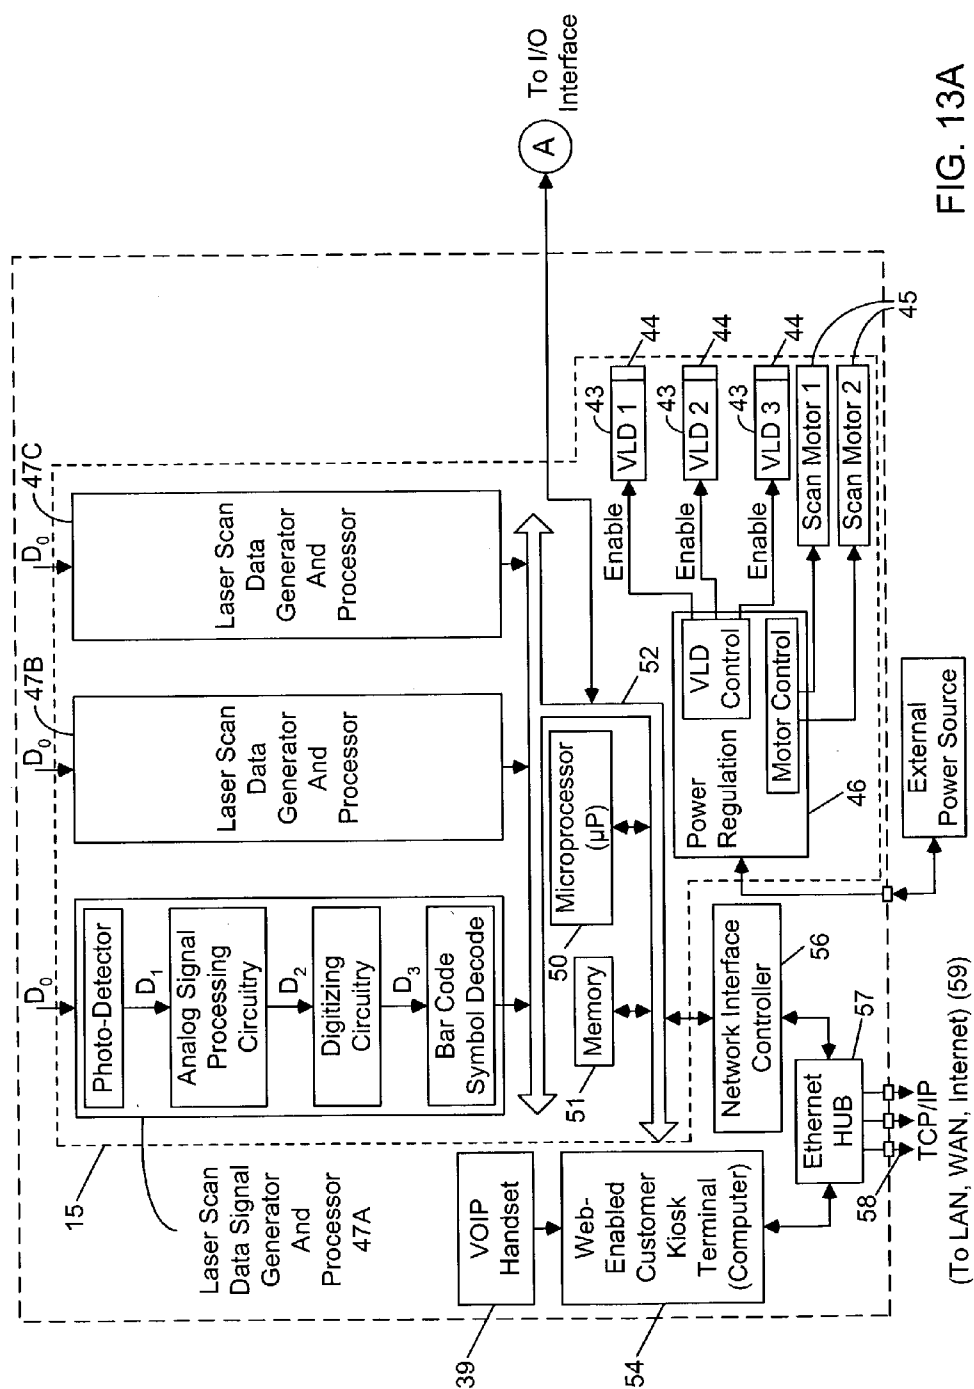 D0
D0
D0
47B
47C
Photo-Detector
D1
Analog Signal
Processing
Circuitry
D2
Digitizing
Circuitry
D3
Bar Code
Symbol Decode
Laser Scan
Data
Generator
And
Processor
Laser Scan
Data
Generator
And
Processor
15
Laser Scan
Data Signal
Generator
And
Processor
47A
A
To I/O
Interface
Memory
51
Microprocessor
(μP)
50
52
VOIP
Handset
39
Web-
Enabled
Customer
Kiosk
Terminal
(Computer)
54
Network Interface
Controller
56
Ethernet
HUB
57
58
TCP/IP
(To LAN, WAN, Internet) (59)
Power
Regulation
VLD
Control
Motor Control
46
Enable
Enable
Enable
43
VLD 1
44
43
VLD 2
44
43
VLD 3
44
Scan Motor 1
Scan Motor 2
45
External
Power Source
FIG. 13A